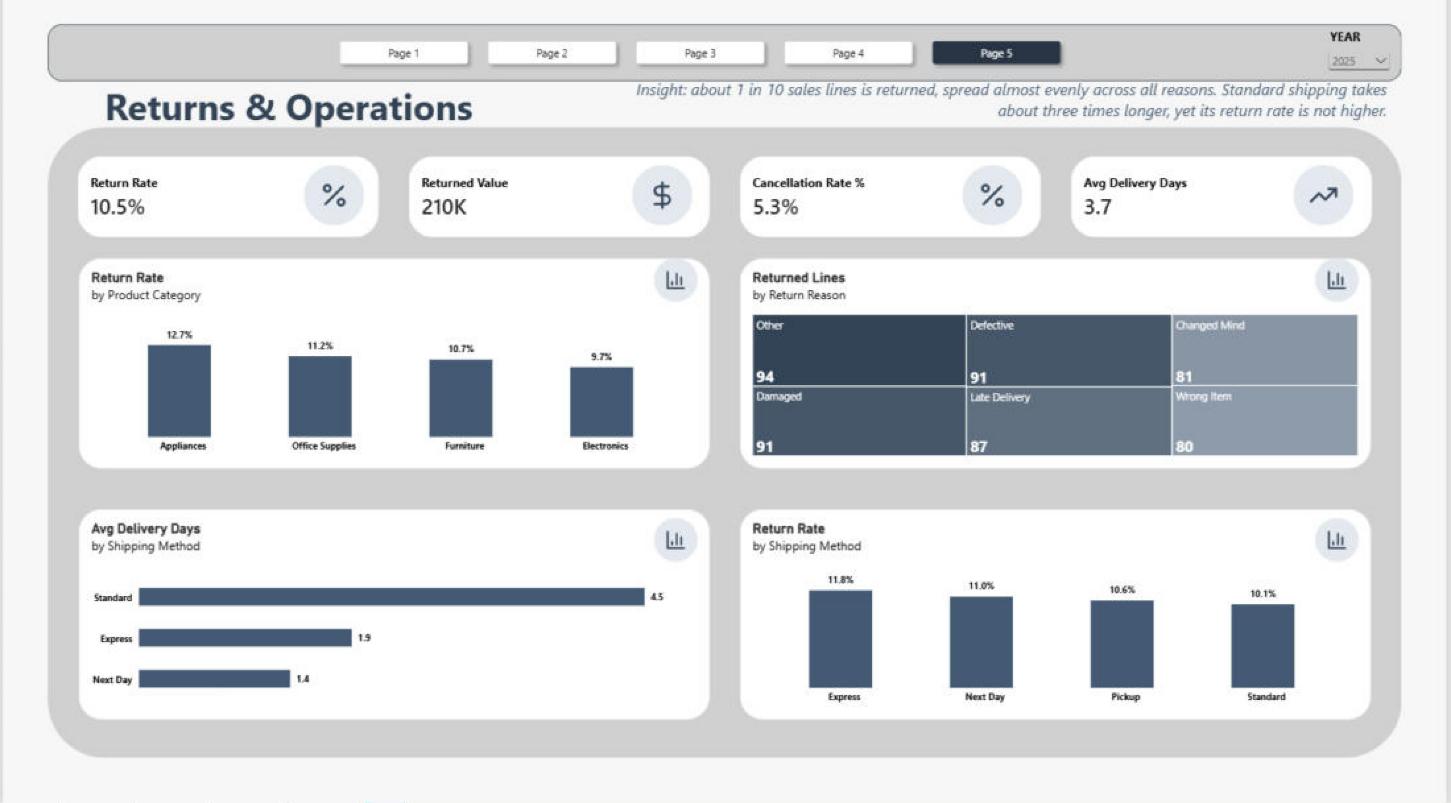 Page 1
Page 2
Page 3
Page 4
Page 5
YEAR
2025
Returns & Operations
Insight: about 1 in 10 sales lines is returned, spread almost evenly across all reasons. Standard shipping takes
about three times longer, yet its return rate is not higher.
Return Rate
10.5%
Returned Value
210K
Cancellation Rate %
5.3%
Avg Delivery Days
3.7
Return Rate
by Product Category
12.7%
11.2%
10.7%
9.7%
Appliances
Office Supplies
Furniture
Electronics
Returned Lines
by Return Reason
Other
94
Defective
91
Changed Mind
81
Damaged
91
Late Delivery
87
Wrong Item
80
Avg Delivery Days
by Shipping Method
Standard 4.5
Express 1.9
Next Day 1.4
Return Rate
by Shipping Method
11.8%
11.0%
10.6%
10.1%
Express
Next Day
Pickup
Standard